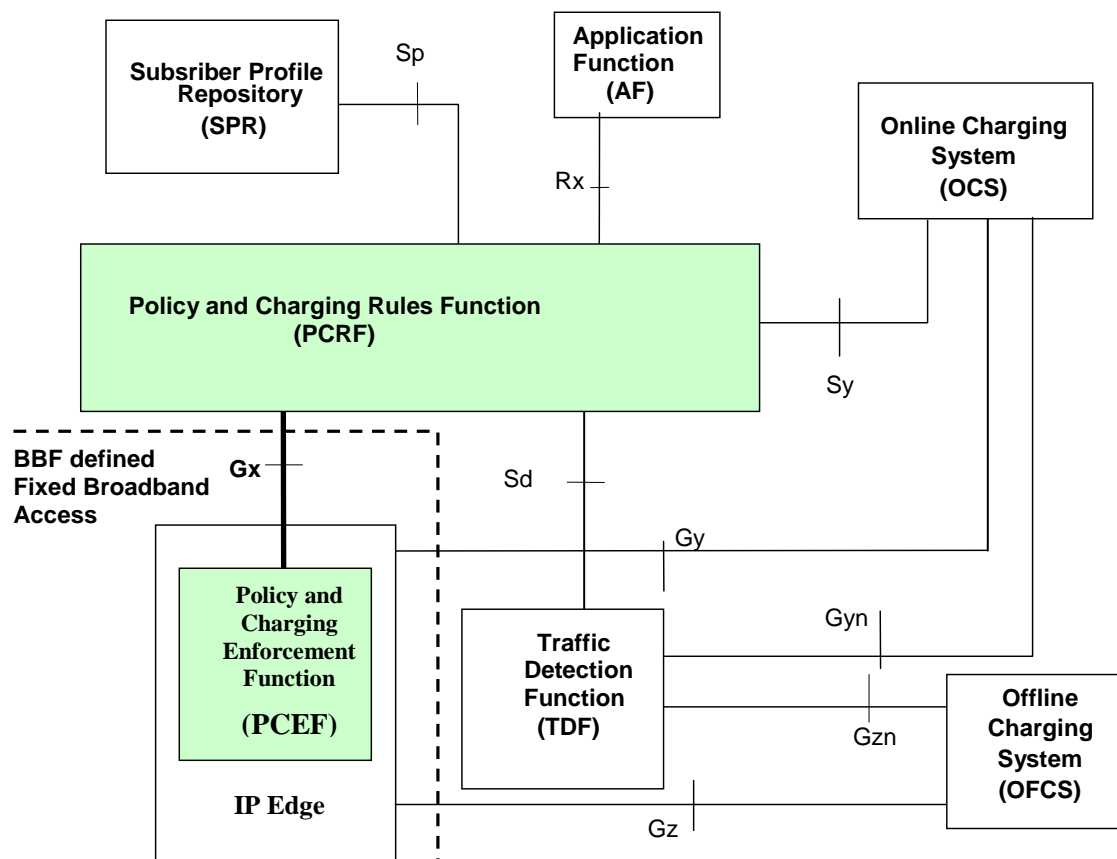 Subsriber Profile
Repository
(SPR)
Sp
Application
Function
(AF)
Online Charging
System
(OCS)
Rx
Policy and Charging Rules Function
(PCRF)
Sy
BBF defined
Fixed Broadband
Access
Gx
Sd
Gy
Policy and
Charging
Enforcement
Function
(PCEF)
IP Edge
Traffic
Detection
Function
(TDF)
Gyn
Gzn
Offline
Charging
System
(OFCS)
Gz